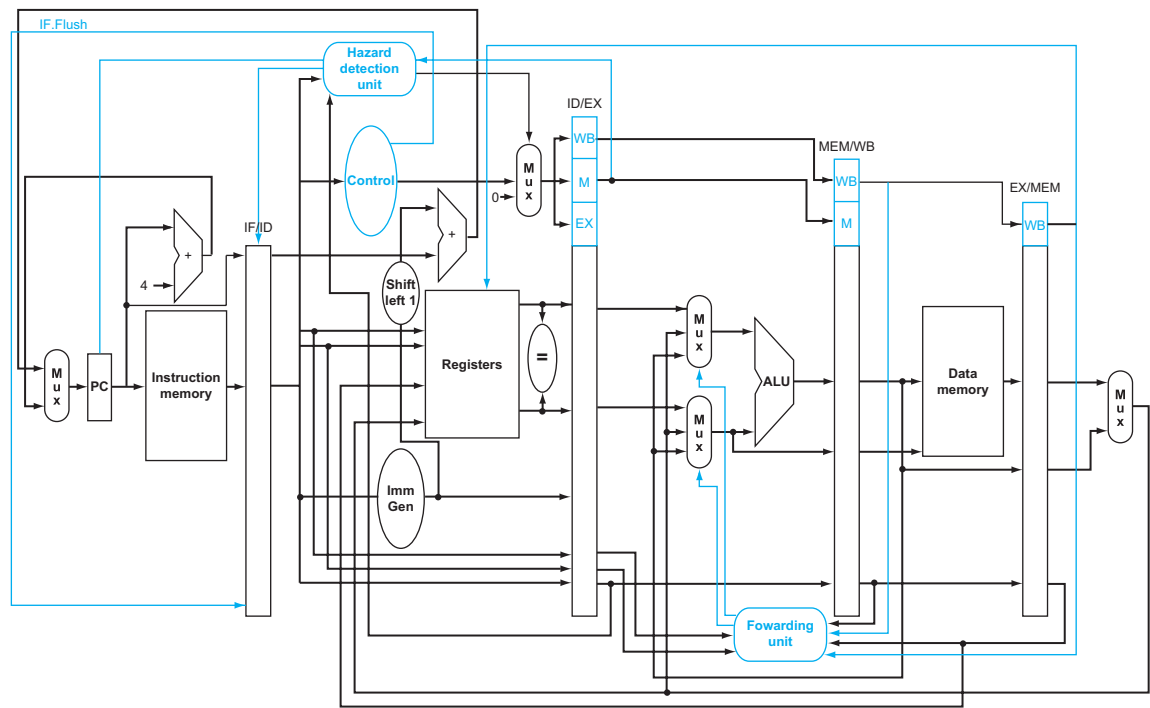 IF.Flush
Hazard
detection
unit
ID/EX
WB
MEM/WB
Control
M
u
x
M
WB
EX/MEM
0
EX
M
WB
IF/ID
+
+
4
Shift
left 1
M
u
x
PC
Instruction
memory
Registers
=
M
u
x
ALU
Data
memory
M
u
x
M
u
x
Imm
Gen
Fowarding
unit